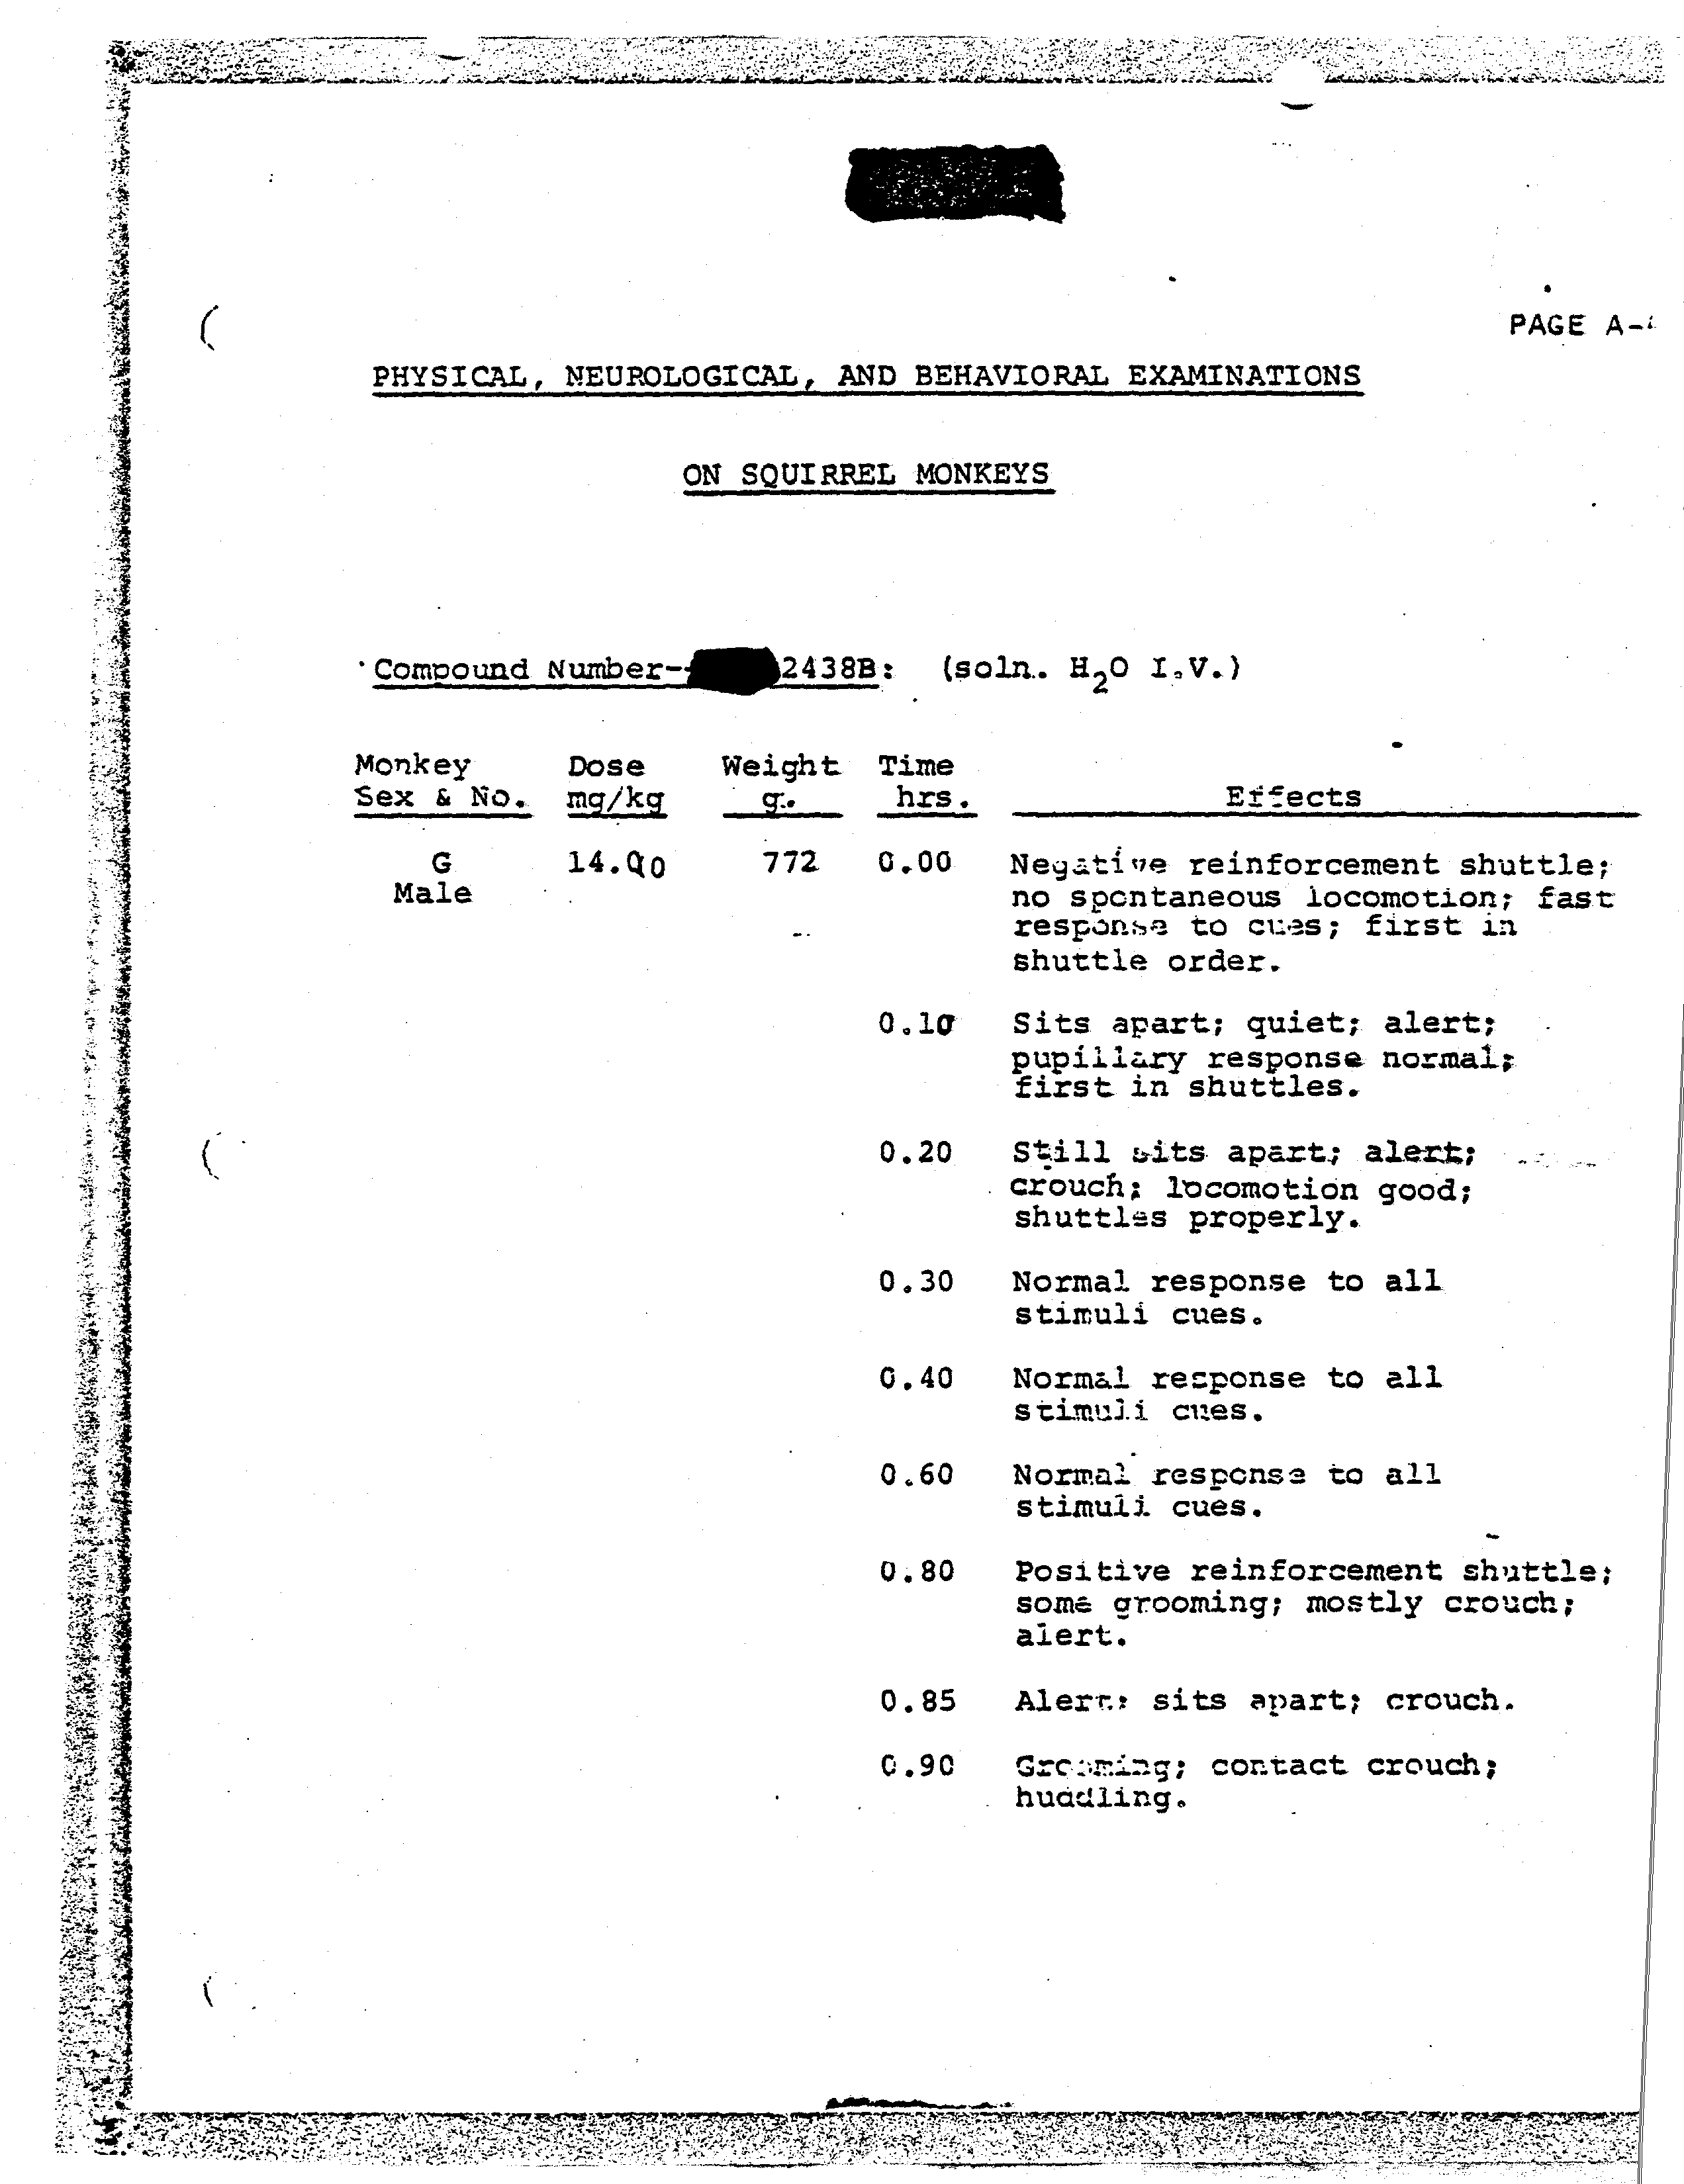 PAGE A-
PHYSICAL, NEUROLOGICAL, AND BEHAVIORAL EXAMINATIONS
ON SQUIRREL MONKEYS
Compound Number- 2438B: (soln. H2O I.V.)
Monkey Dose Weight Time
Sex & No. mg/kg g. hrs. Effects
G 14.00 772 0.00 Negative reinforcement shuttle;
Male no spontaneous locomotion; fast
response to cues; first in
shuttle order.
0.10 Sits apart; quiet; alert;
pupillary response normal;
first in shuttles.
0.20 Still sits apart; alert;
crouch; locomotion good;
shuttles properly.
0.30 Normal response to all
stimuli cues.
0.40 Normal response to all
stimuli cues.
0.60 Normal response to all
stimuli cues.
0.80 Positive reinforcement shuttle;
some grooming; mostly crouch;
alert.
0.85 Alert; sits apart; crouch.
0.90 Grooming; contact crouch;
huddling.